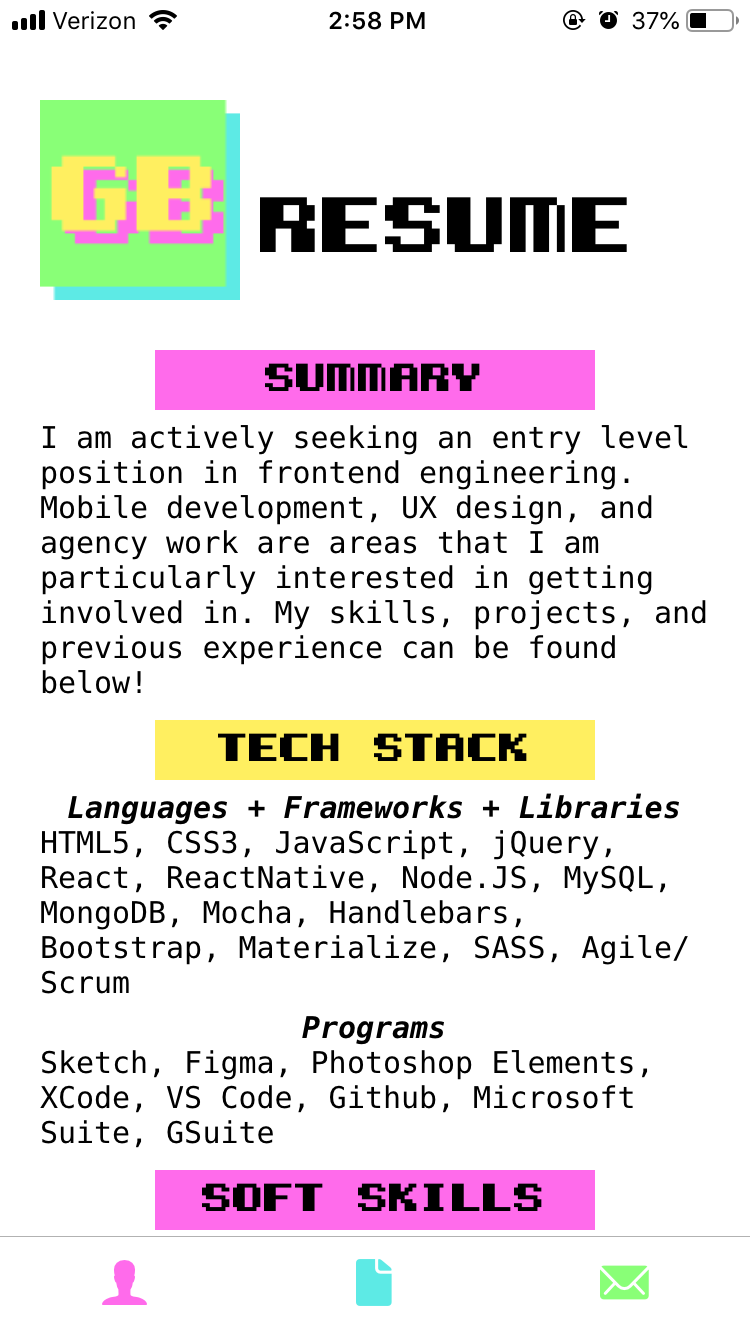 Verizon 2:58 PM 37%
GB
RESUME
SUMMARY
I am actively seeking an entry level
position in frontend engineering.
Mobile development, UX design, and
agency work are areas that I am
particularly interested in getting
involved in. My skills, projects, and
previous experience can be found
below!
TECH STACK
Languages + Frameworks + Libraries
HTML5, CSS3, JavaScript, jQuery,
React, ReactNative, Node.JS, MySQL,
MongoDB, Mocha, Handlebars,
Bootstrap, Materialize, SASS, Agile/
Scrum
Programs
Sketch, Figma, Photoshop Elements,
XCode, VS Code, Github, Microsoft
Suite, GSuite
SOFT SKILLS